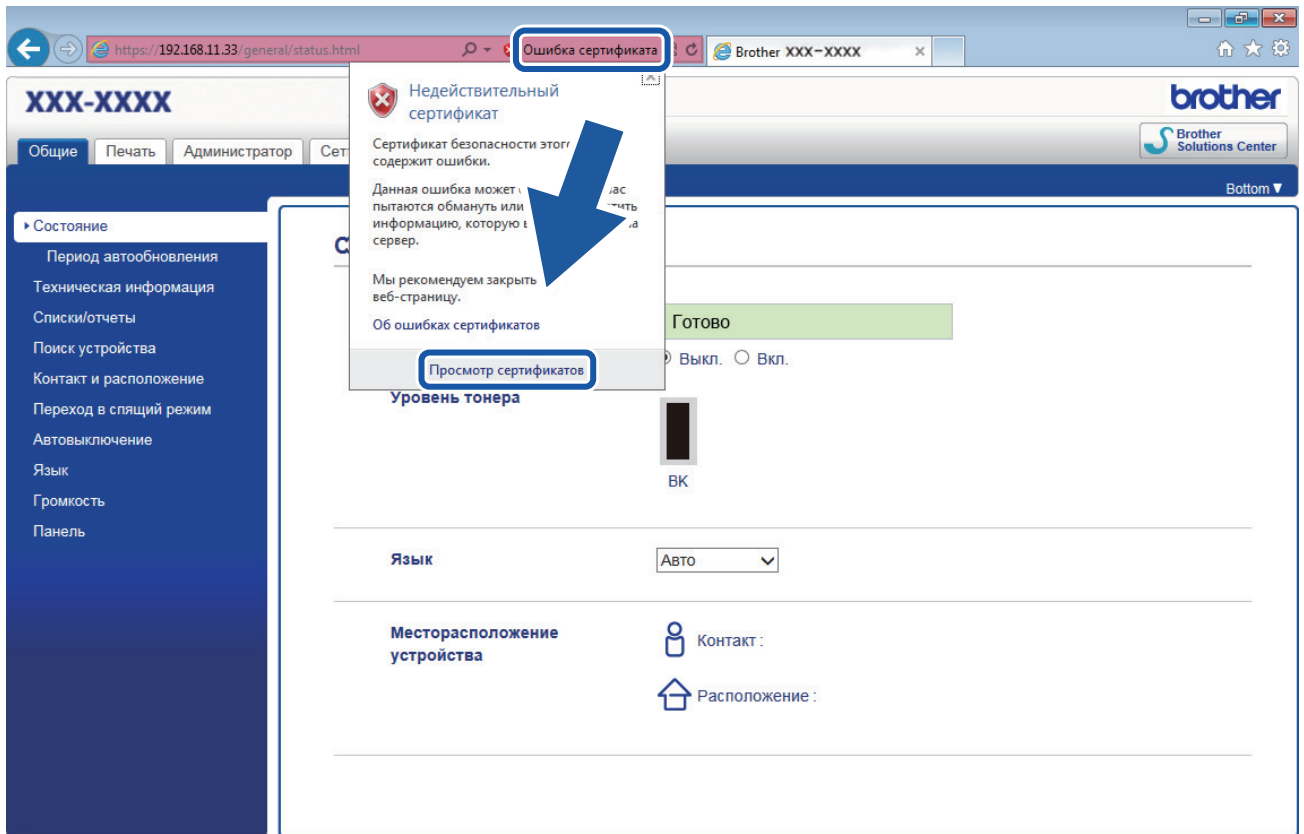 https://192.168.11.33/general/status.html
Ошибка сертификата
Brother XXX-XXXX
XXX-XXXX
brother
Brother
Solutions Center
Общие
Печать
Администратор
Bottom
Недействительный
сертификат
Сертификат безопасности
содержит ошибки.
Данная ошибка может
пытаются обмануть или
информацию, которую
сервер.
Мы рекомендуем закрыть
веб-страницу.
Об ошибках сертификатов
Просмотр сертификатов
Состояние
Период автообновления
Техническая информация
Списки/отчеты
Поиск устройства
Контакт и расположение
Переход в спящий режим
Автовыключение
Язык
Громкость
Панель
Готово
Выкл. Вкл.
Уровень тонера
BK
Язык
Авто
Месторасположение
устройства
Контакт :
Расположение :